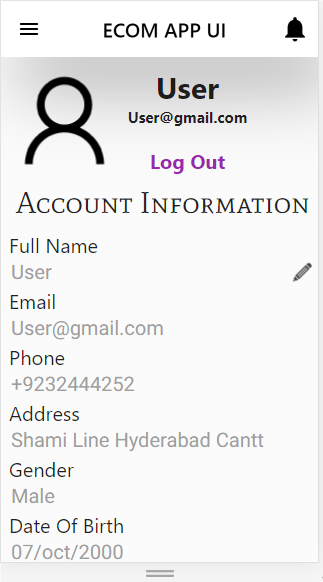 ECOM APP UI
User
User@gmail.com
Log Out
Account Information
Full Name
User
Email
User@gmail.com
Phone
+9232444252
Address
Shami Line Hyderabad Cantt
Gender
Male
Date Of Birth
07/oct/2000